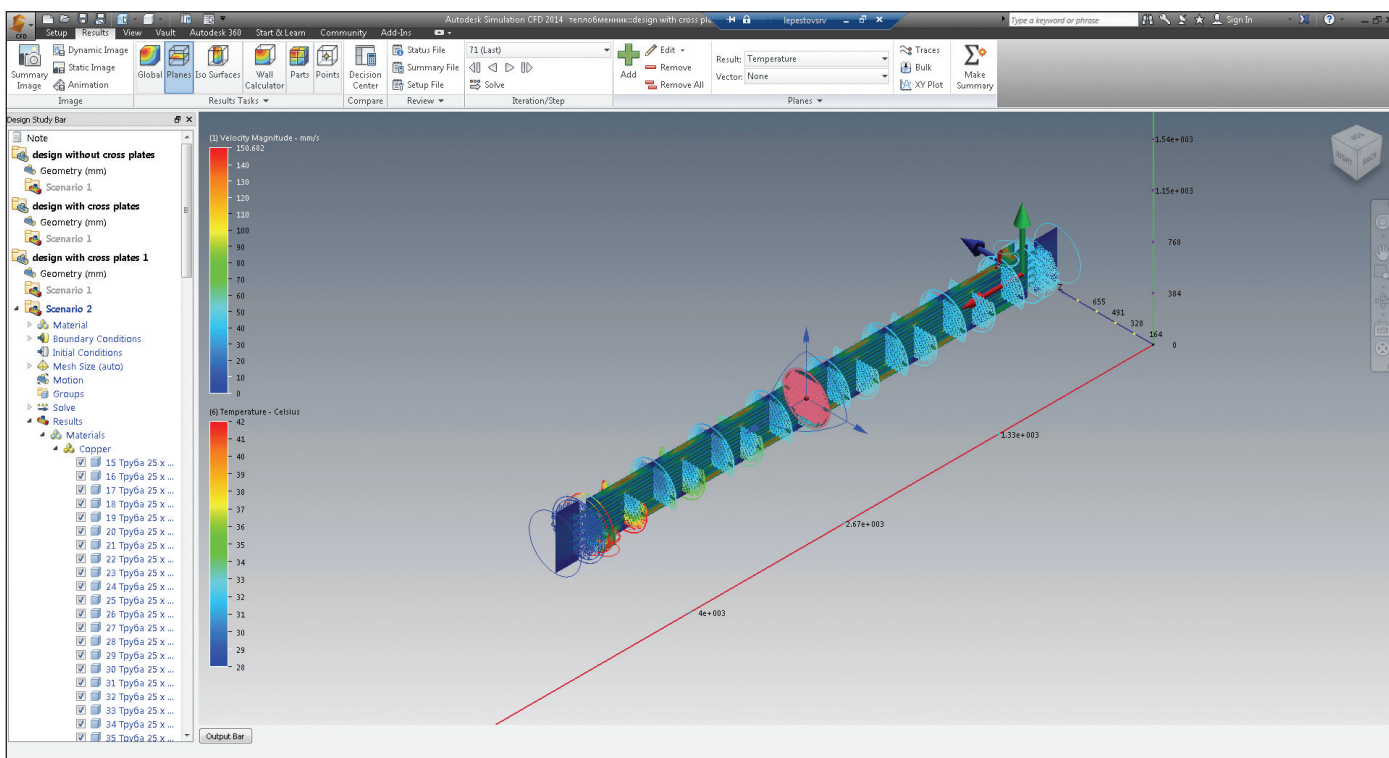 Autodesk Simulation CFD 2014 теплообменник::design with cross pla
lepestovsrv
Type a keyword or phrase
Sign In
CFD
Setup Results View Vault Autodesk 360 Start & Learn Community Add-Ins
Summary Image
Dynamic Image
Static Image
Animation
Image
Global
Planes
Iso Surfaces
Wall Calculator
Parts
Points
Results Tasks
Decision Center
Compare
Status File
Summary File
Setup File
Review
71 (Last)
Solve
Iteration/Step
Add
Edit
Remove
Remove All
Result: Temperature
Vector: None
Planes
Traces
Bulk
XY Plot
Make Summary
Design Study Bar
Note
design without cross plates
Geometry (mm)
Scenario 1
design with cross plates
Geometry (mm)
Scenario 1
design with cross plates 1
Geometry (mm)
Scenario 1
Scenario 2
Material
Boundary Conditions
Initial Conditions
Mesh Size (auto)
Motion
Groups
Solve
Results
Materials
Copper
15 Труба 25 x ...
16 Труба 25 x ...
17 Труба 25 x ...
18 Труба 25 x ...
19 Труба 25 x ...
20 Труба 25 x ...
21 Труба 25 x ...
22 Труба 25 x ...
23 Труба 25 x ...
24 Труба 25 x ...
25 Труба 25 x ...
26 Труба 25 x ...
27 Труба 25 x ...
28 Труба 25 x ...
29 Труба 25 x ...
30 Труба 25 x ...
31 Труба 25 x ...
32 Труба 25 x ...
33 Труба 25 x ...
34 Труба 25 x ...
35 Труба 25 x ...
(1) Velocity Magnitude - mm/s
150.682
140
130
120
110
100
90
80
70
60
50
40
30
20
10
0
(6) Temperature - Celsius
42
41
40
39
38
37
36
35
34
33
32
31
30
29
28
1.54e+003
1.15e+003
768
384
0
Z
655
491
328
164
1.33e+003
2.67e+003
4e+003
TOP
RIGHT
BACK
Output Bar